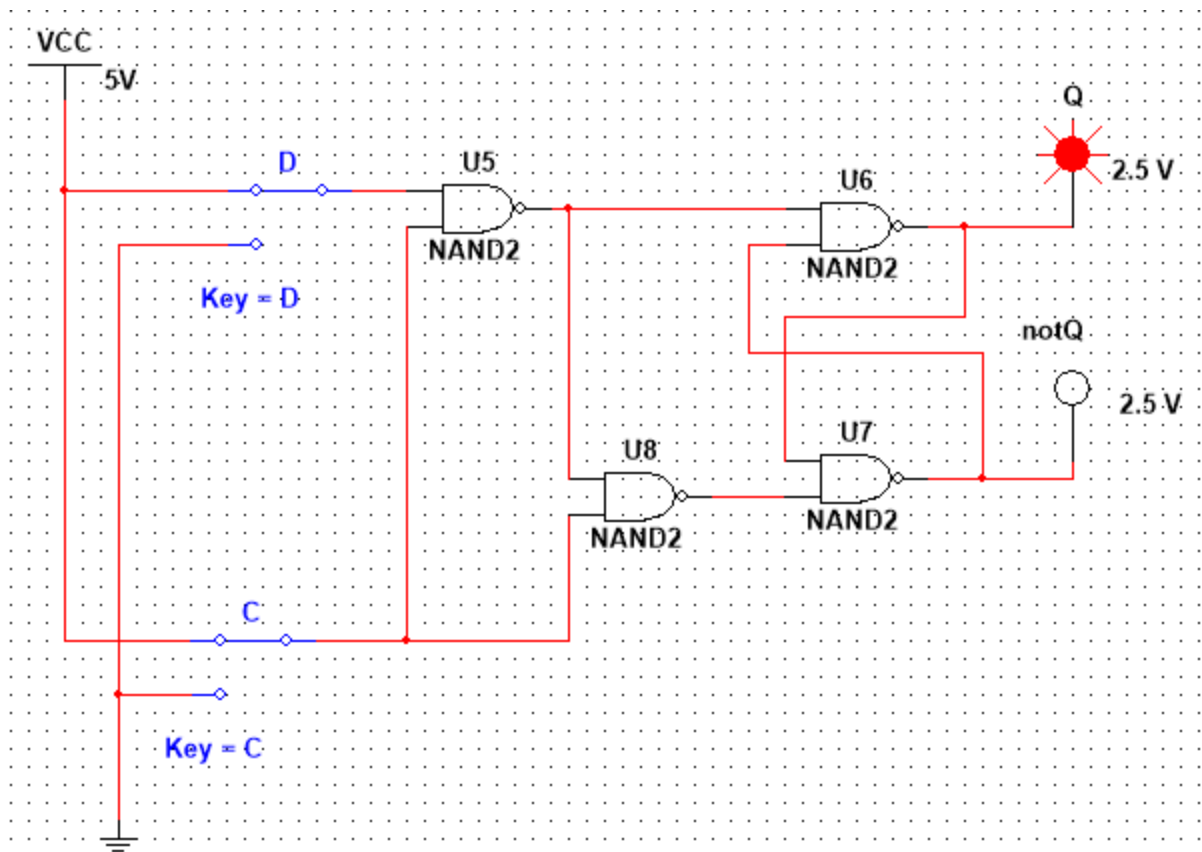 VCC
5V
Q
2.5 V
D
U5
NAND2
Key = D
U6
NAND2
notQ
2.5 V
U8
NAND2
U7
NAND2
C
Key = C